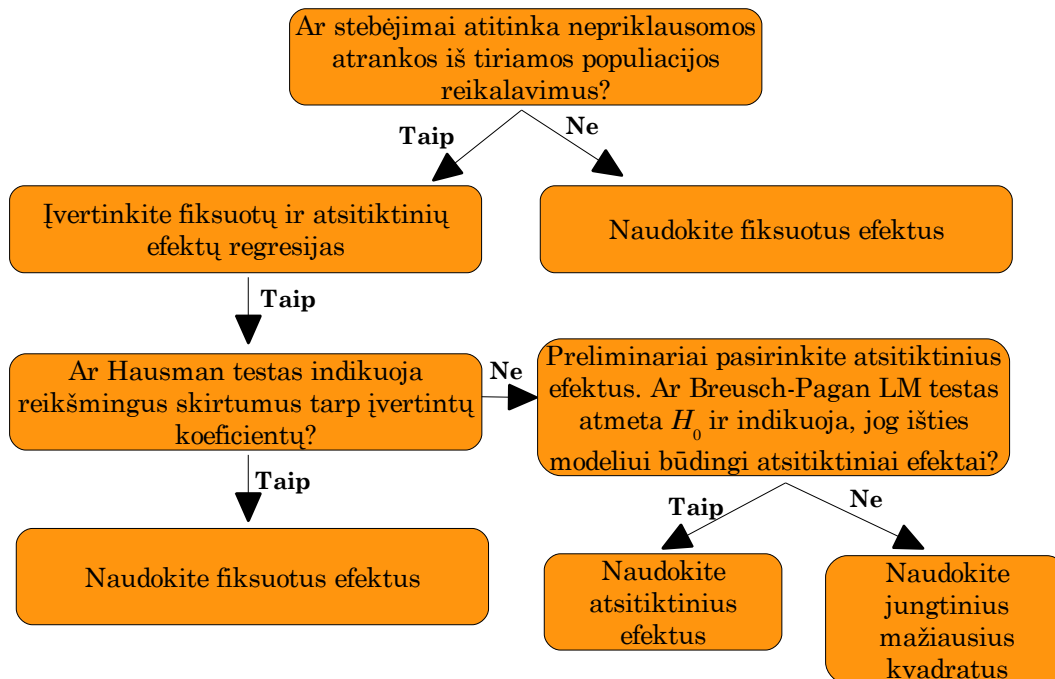 Ar stebėjimai atitinka nepriklausomos
atrankos iš tiriamos populiacijos
reikalavimus?
Taip
Ne
Įvertinkite fiksuotų ir atsitiktinių
efektų regresijas
Naudokite fiksuotus efektus
Taip
Ar Hausman testas indikuoja
reikšmingus skirtumus tarp įvertintų
koeficientų?
Ne
Preliminariai pasirinkite atsitiktinius
efektus. Ar Breusch-Pagan LM testas
atmeta H₀ ir indikuoja, jog išties
modeliui būdingi atsitiktiniai efektai?
Taip
Taip
Ne
Naudokite fiksuotus efektus
Naudokite
atsitiktinius
efektus
Naudokite
jungtinius
mažiausius
kvadratus